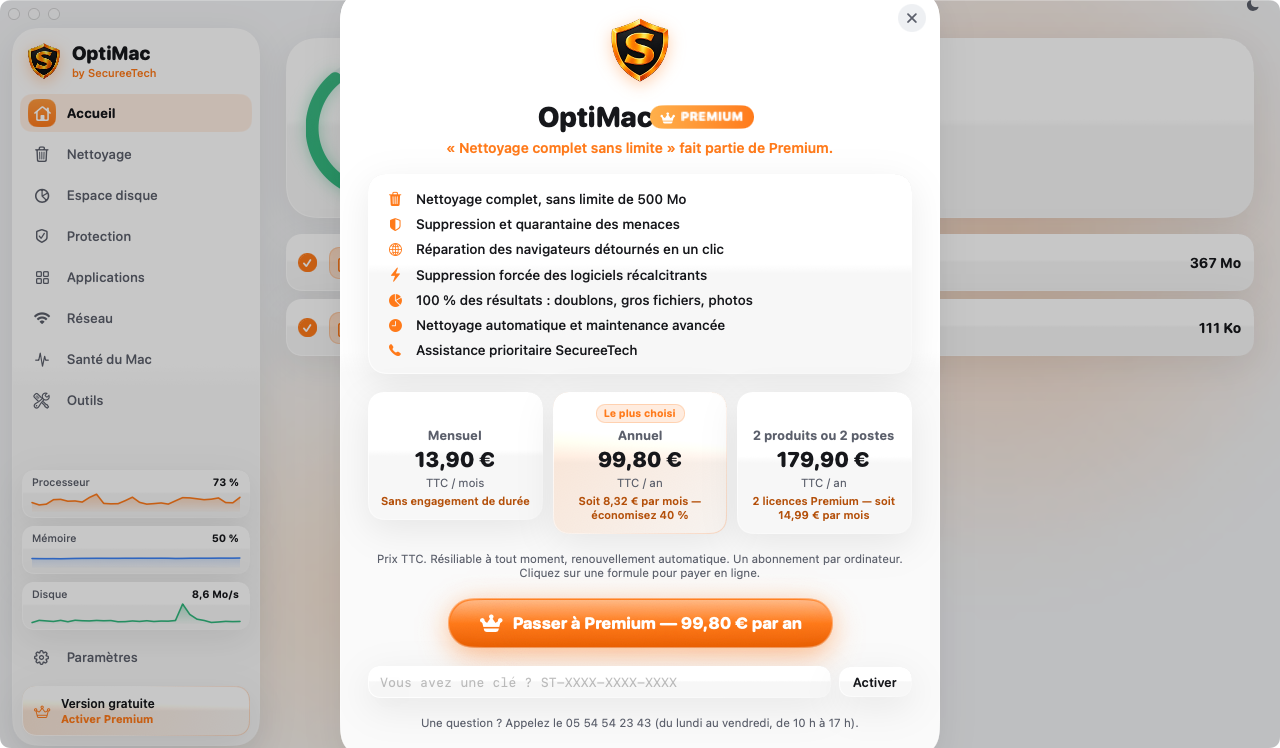 OptiMac
by SecureeTech
Accueil
Nettoyage
Espace disque
Protection
Applications
Réseau
Santé du Mac
Outils
Processeur 73 %
Mémoire 50 %
Disque 8,6 Mo/s
Paramètres
Version gratuite
Activer Premium
S
OptiMac PREMIUM
« Nettoyage complet sans limite » fait partie de Premium.
Nettoyage complet, sans limite de 500 Mo
Suppression et quarantaine des menaces
Réparation des navigateurs détournés en un clic
Suppression forcée des logiciels récalcitrants
100 % des résultats : doublons, gros fichiers, photos
Nettoyage automatique et maintenance avancée
Assistance prioritaire SecureeTech
Mensuel
13,90 €
TTC / mois
Sans engagement de durée
Le plus choisi
Annuel
99,80 €
TTC / an
Soit 8,32 € par mois —
économisez 40 %
2 produits ou 2 postes
179,90 €
TTC / an
2 licences Premium — soit
14,99 € par mois
Prix TTC. Résiliable à tout moment, renouvellement automatique. Un abonnement par ordinateur.
Cliquez sur une formule pour payer en ligne.
Passer à Premium — 99,80 € par an
Vous avez une clé ? ST-XXXX-XXXX-XXXX
Activer
Une question ? Appelez le 05 54 54 23 43 (du lundi au vendredi, de 10 h à 17 h).
367 Mo
111 Ko